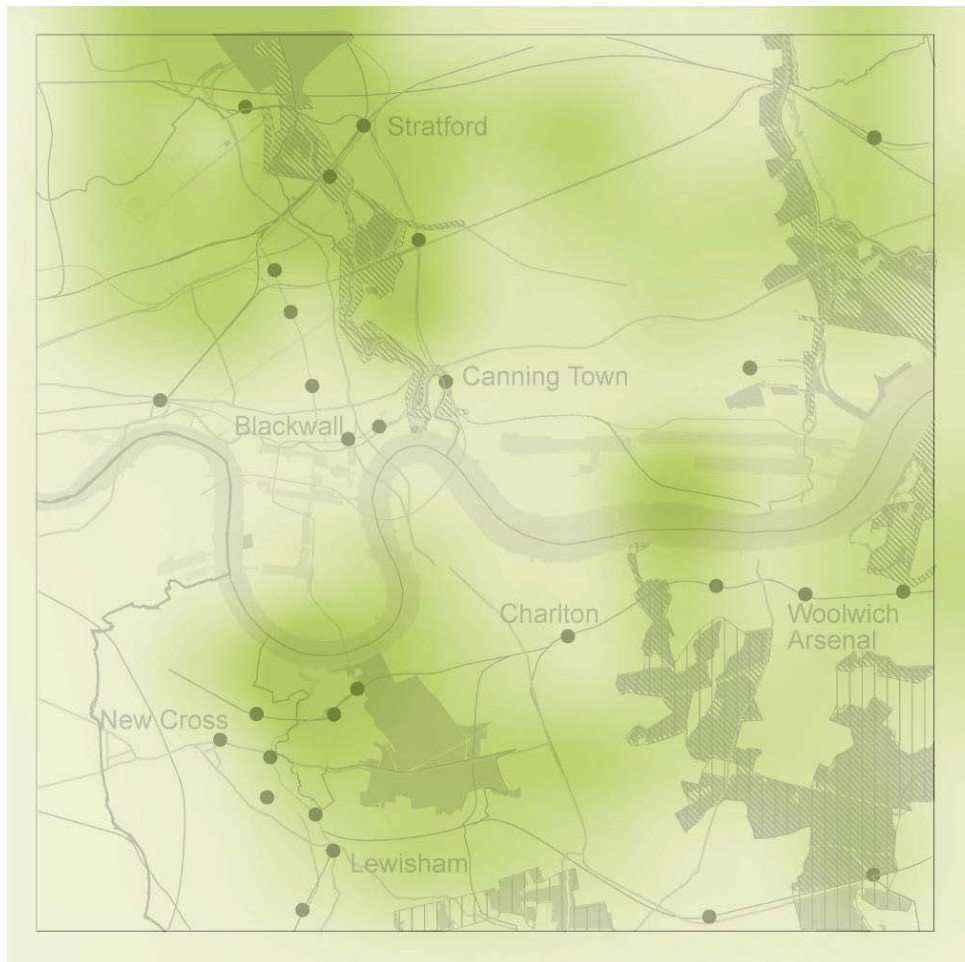 Stratford
Canning Town
Blackwall
Charlton
Woolwich
Arsenal
New Cross
Lewisham